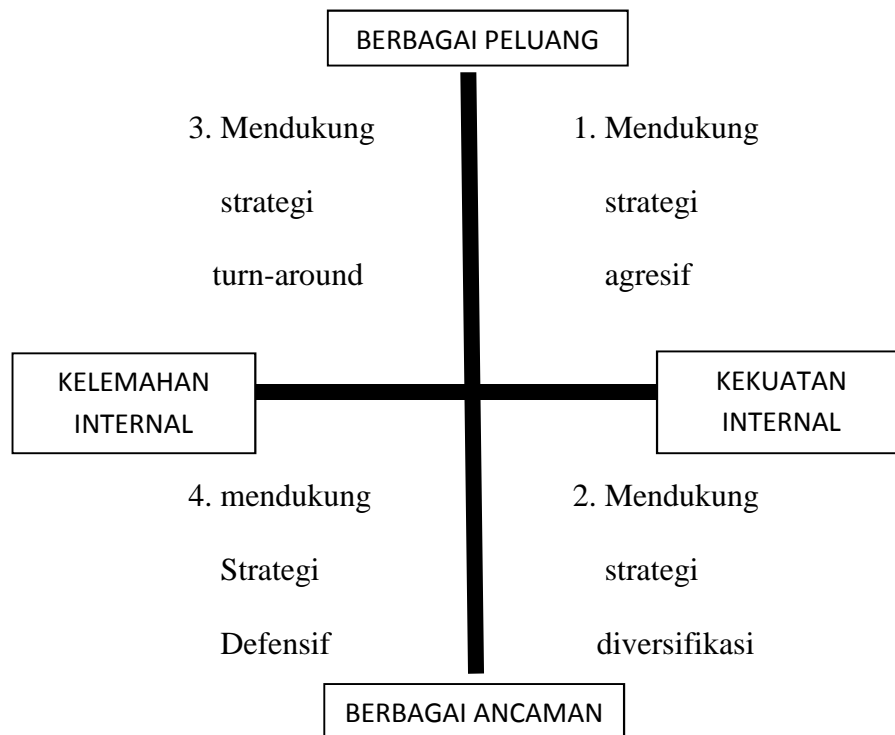 BERBAGAI PELUANG
3. Mendukung
strategi
turn-around
1. Mendukung
strategi
agresif
KELEMAHAN
INTERNAL
KEKUATAN
INTERNAL
4. mendukung
Strategi
Defensif
2. Mendukung
strategi
diversifikasi
BERBAGAI ANCAMAN